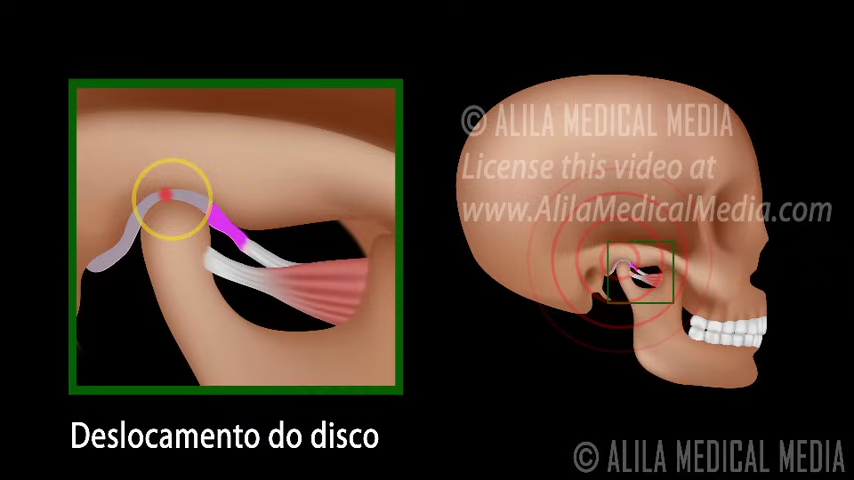 © ALILA MEDICAL MEDIA
License this video at
www.AlilaMedicalMedia.com
Deslocamento do disco
© ALILA MEDICAL MEDIA